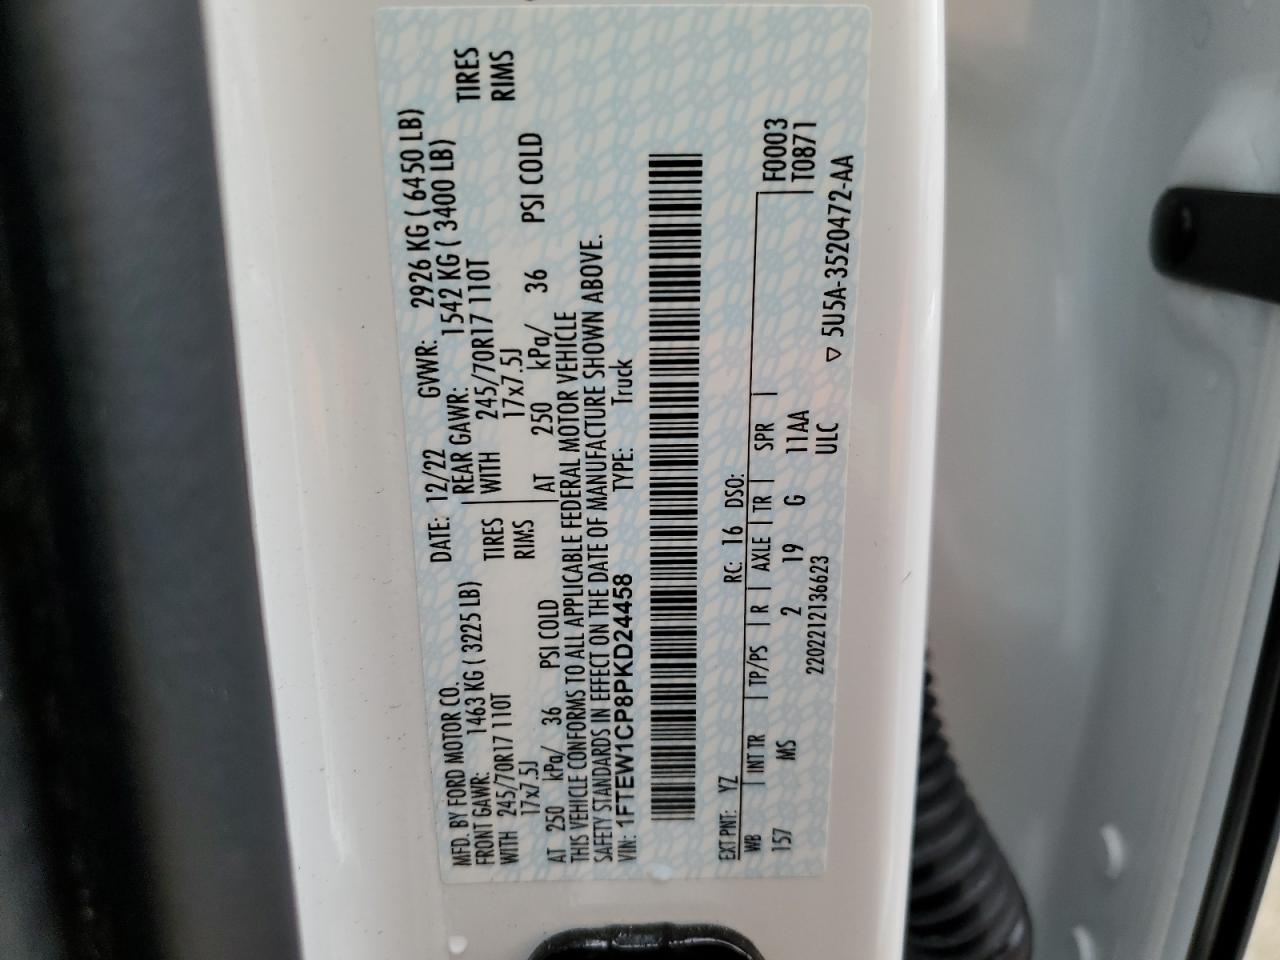 MFD. BY FORD MOTOR CO.
DATE: 12/22 GVWR: 2926 KG ( 6450 LB)
FRONT GAWR: 1463 KG ( 3225 LB) REAR GAWR: 1542 KG ( 3400 LB)
WITH 245/70R17 110T TIRES WITH 245/70R17 110T TIRES
17x7.5J RIMS 17x7.5J RIMS
AT 250 kPa/ 36 PSI COLD AT 250 kPa/ 36 PSI COLD
THIS VEHICLE CONFORMS TO ALL APPLICABLE FEDERAL MOTOR VEHICLE
SAFETY STANDARDS IN EFFECT ON THE DATE OF MANUFACTURE SHOWN ABOVE.
VIN: 1FTEW1CP8PKD24458 TYPE: Truck
EXT PNT: YZ RC: 16 DSO:
WB INT TR TP/PS R AXLE TR SPR F0003
157 MS 2 19 G 11AA T0871
2202212136623 ULC
▽ 5U5A-3520472-AA